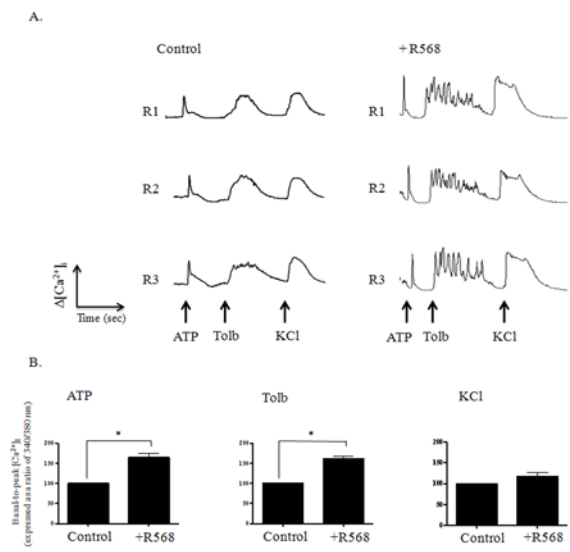 A.
Control
+R568
R1
R1
R2
R2
R3
R3
Δ[Ca²⁺]i
Time (sec)
ATP
Tolb
KCl
ATP
Tolb
KCl
B.
ATP
Tolb
KCl
Basal-to-peak [Ca²⁺]i
(expressed as a ratio of 340/380 nm)
200
150
100
50
0
*
Control
+R568
200
150
100
50
0
*
Control
+R568
200
150
100
50
0
Control
+R568